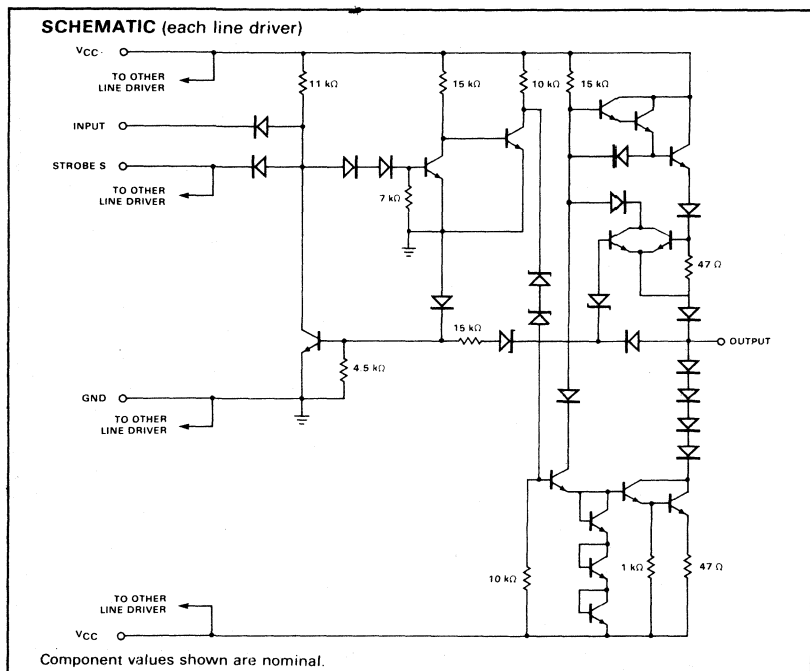 SCHEMATIC (each line driver)
VCC
TO OTHER
LINE DRIVER
11 kΩ
15 kΩ
10 kΩ
15 kΩ
INPUT
STROBE S
TO OTHER
LINE DRIVER
7 kΩ
47 Ω
15 kΩ
OUTPUT
4.5 kΩ
GND
TO OTHER
LINE DRIVER
10 kΩ
1 kΩ
47 Ω
TO OTHER
LINE DRIVER
VCC
Component values shown are nominal.